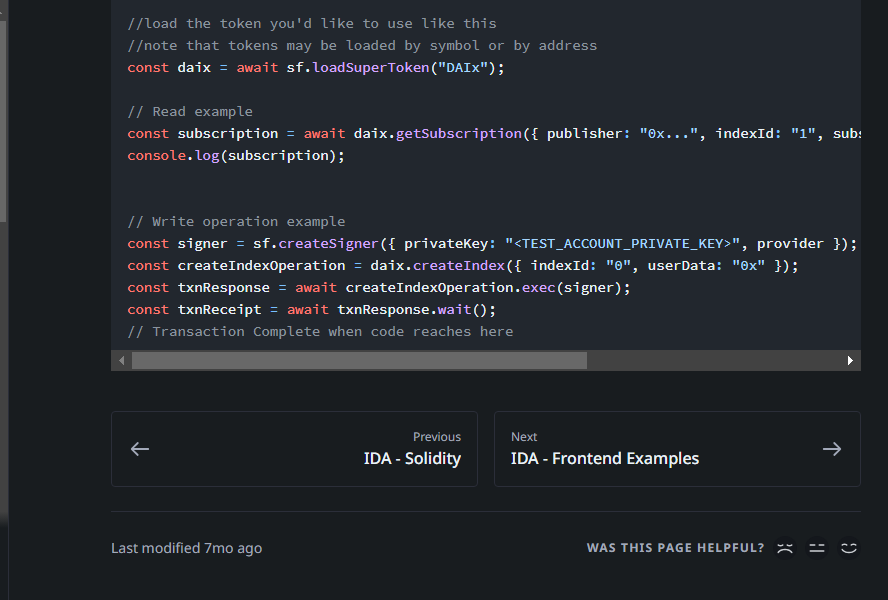 //load the token you'd like to use like this
//note that tokens may be loaded by symbol or by address
const daix = await sf.loadSuperToken("DAIx");
// Read example
const subscription = await daix.getSubscription({ publisher: "0x...", indexId: "1", subs
console.log(subscription);
// Write operation example
const signer = sf.createSigner({ privateKey: "<TEST_ACCOUNT_PRIVATE_KEY>", provider });
const createIndexOperation = daix.createIndex({ indexId: "0", userData: "0x" });
const txnResponse = await createIndexOperation.exec(signer);
const txnReceipt = await txnResponse.wait();
// Transaction Complete when code reaches here
Previous
IDA - Solidity
Next
IDA - Frontend Examples
Last modified 7mo ago
WAS THIS PAGE HELPFUL?